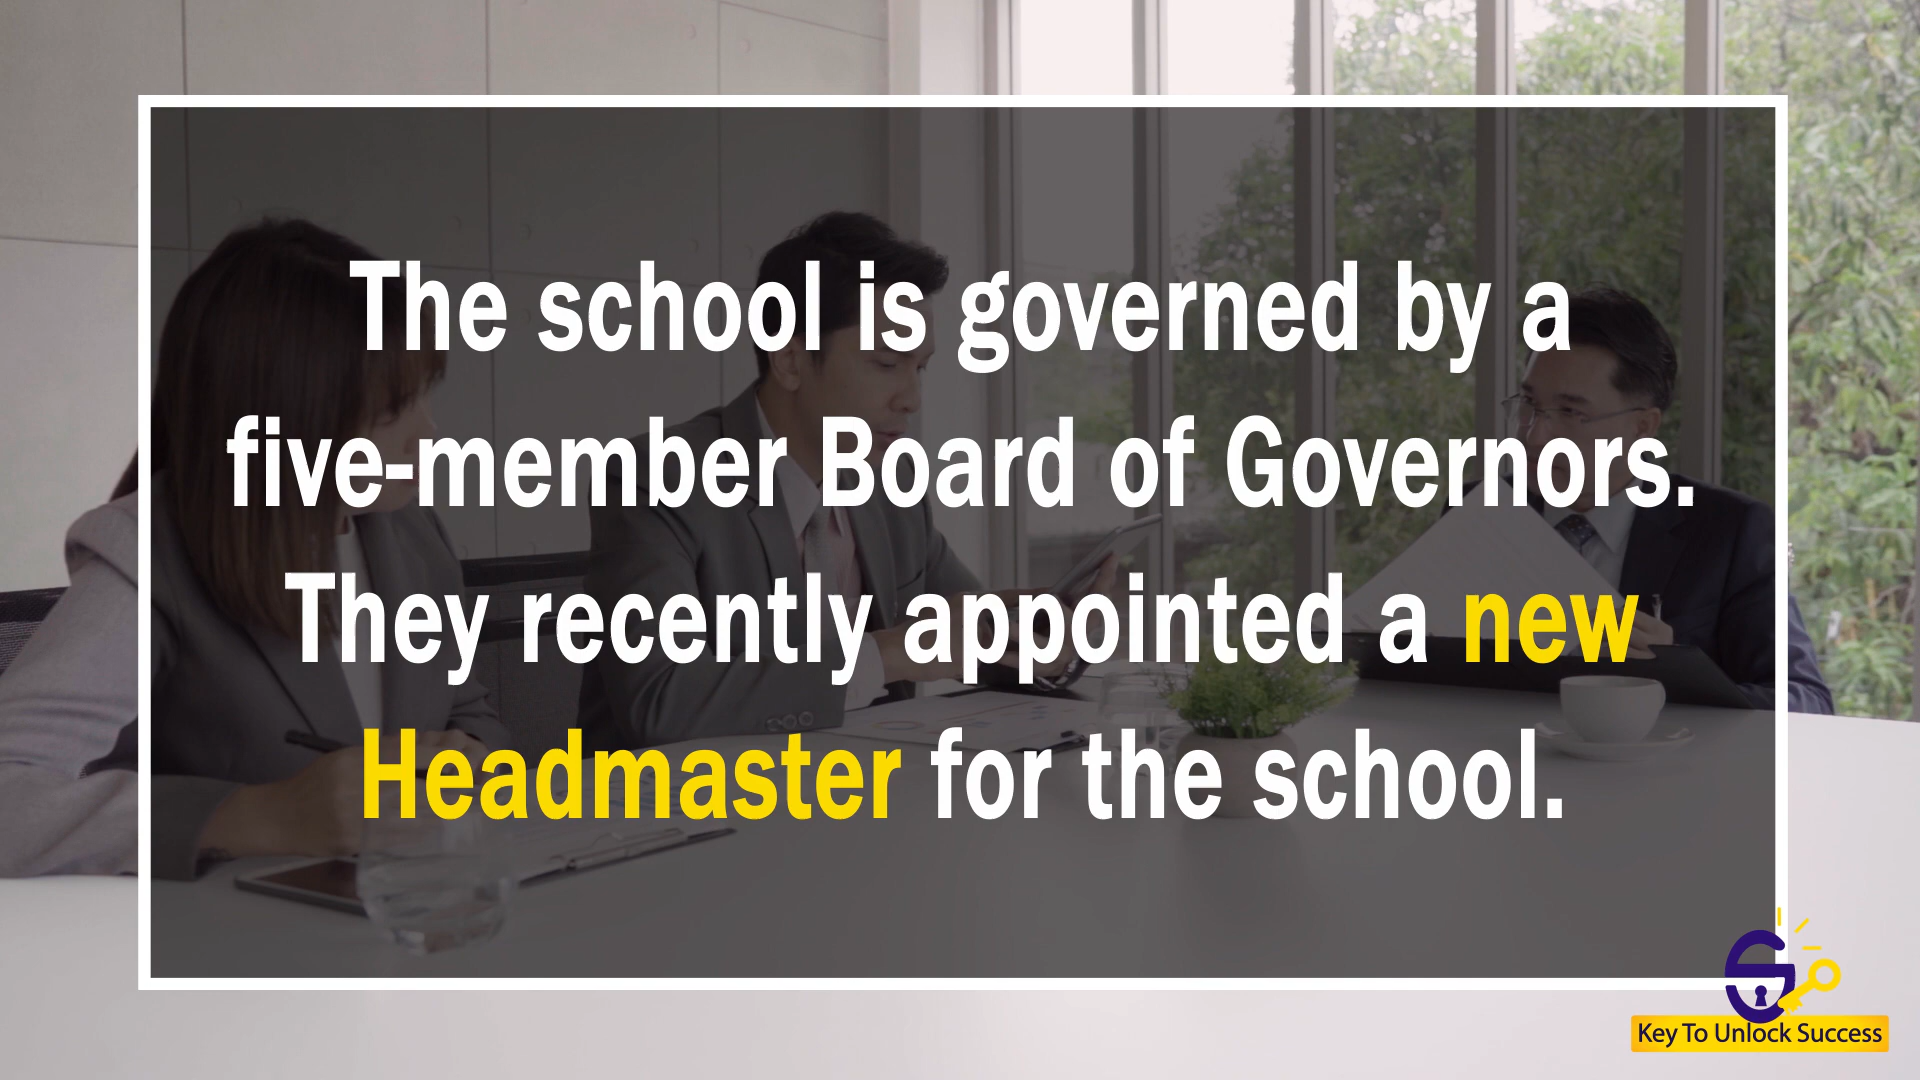 The school is governed by a
five-member Board of Governors.
They recently appointed a new
Headmaster for the school.
Key To Unlock Success